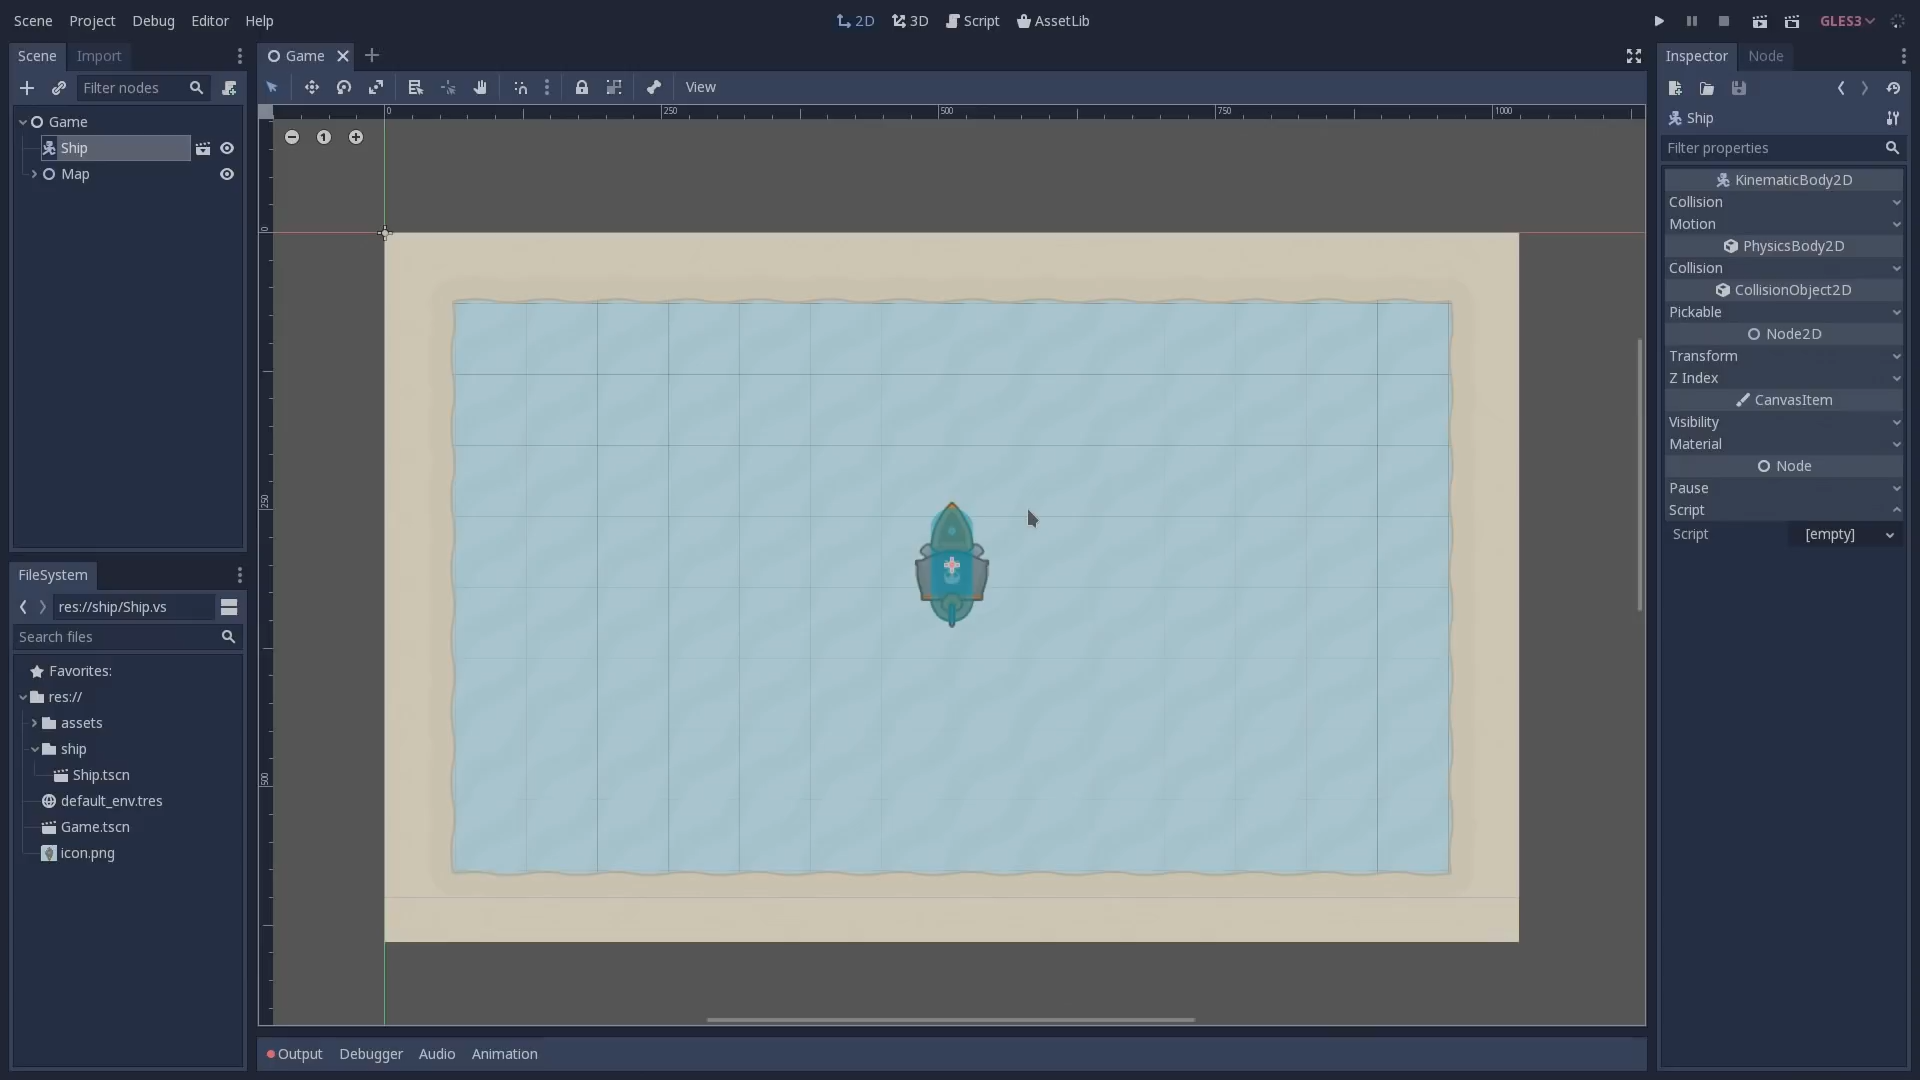 Scene Project Debug Editor Help
2D 3D Script AssetLib
GLES3
Scene Import
Filter nodes
Game
Ship
Map
FileSystem
res://ship/Ship.vs
Search files
Favorites:
res://
assets
ship
Ship.tscn
default_env.tres
Game.tscn
icon.png
Game
View
0 250 500 750 1000
1
0
250
500
Output Debugger Audio Animation
Inspector Node
Ship
Filter properties
KinematicBody2D
Collision
Motion
PhysicsBody2D
Collision
CollisionObject2D
Pickable
Node2D
Transform
Z Index
CanvasItem
Visibility
Material
Node
Pause
Script
Script [empty]